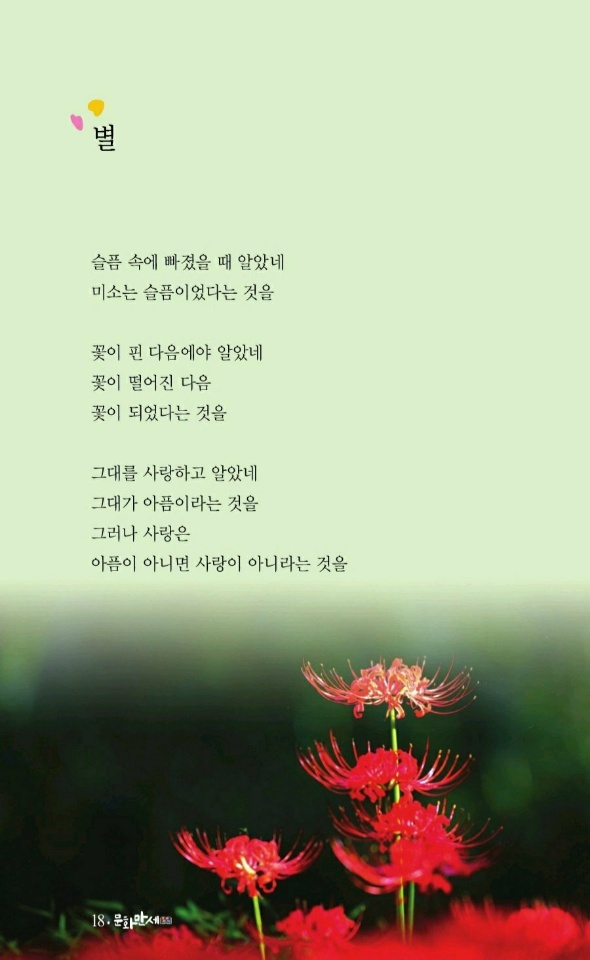 별
슬픔 속에 빠졌을 때 알았네
미소는 슬픔이었다는 것을
꽃이 핀 다음에야 알았네
꽃이 떨어진 다음
꽃이 되었다는 것을
그대를 사랑하고 알았네
그대가 아픔이라는 것을
그러나 사랑은
아픔이 아니면 사랑이 아니라는 것을
18 · 문화만세